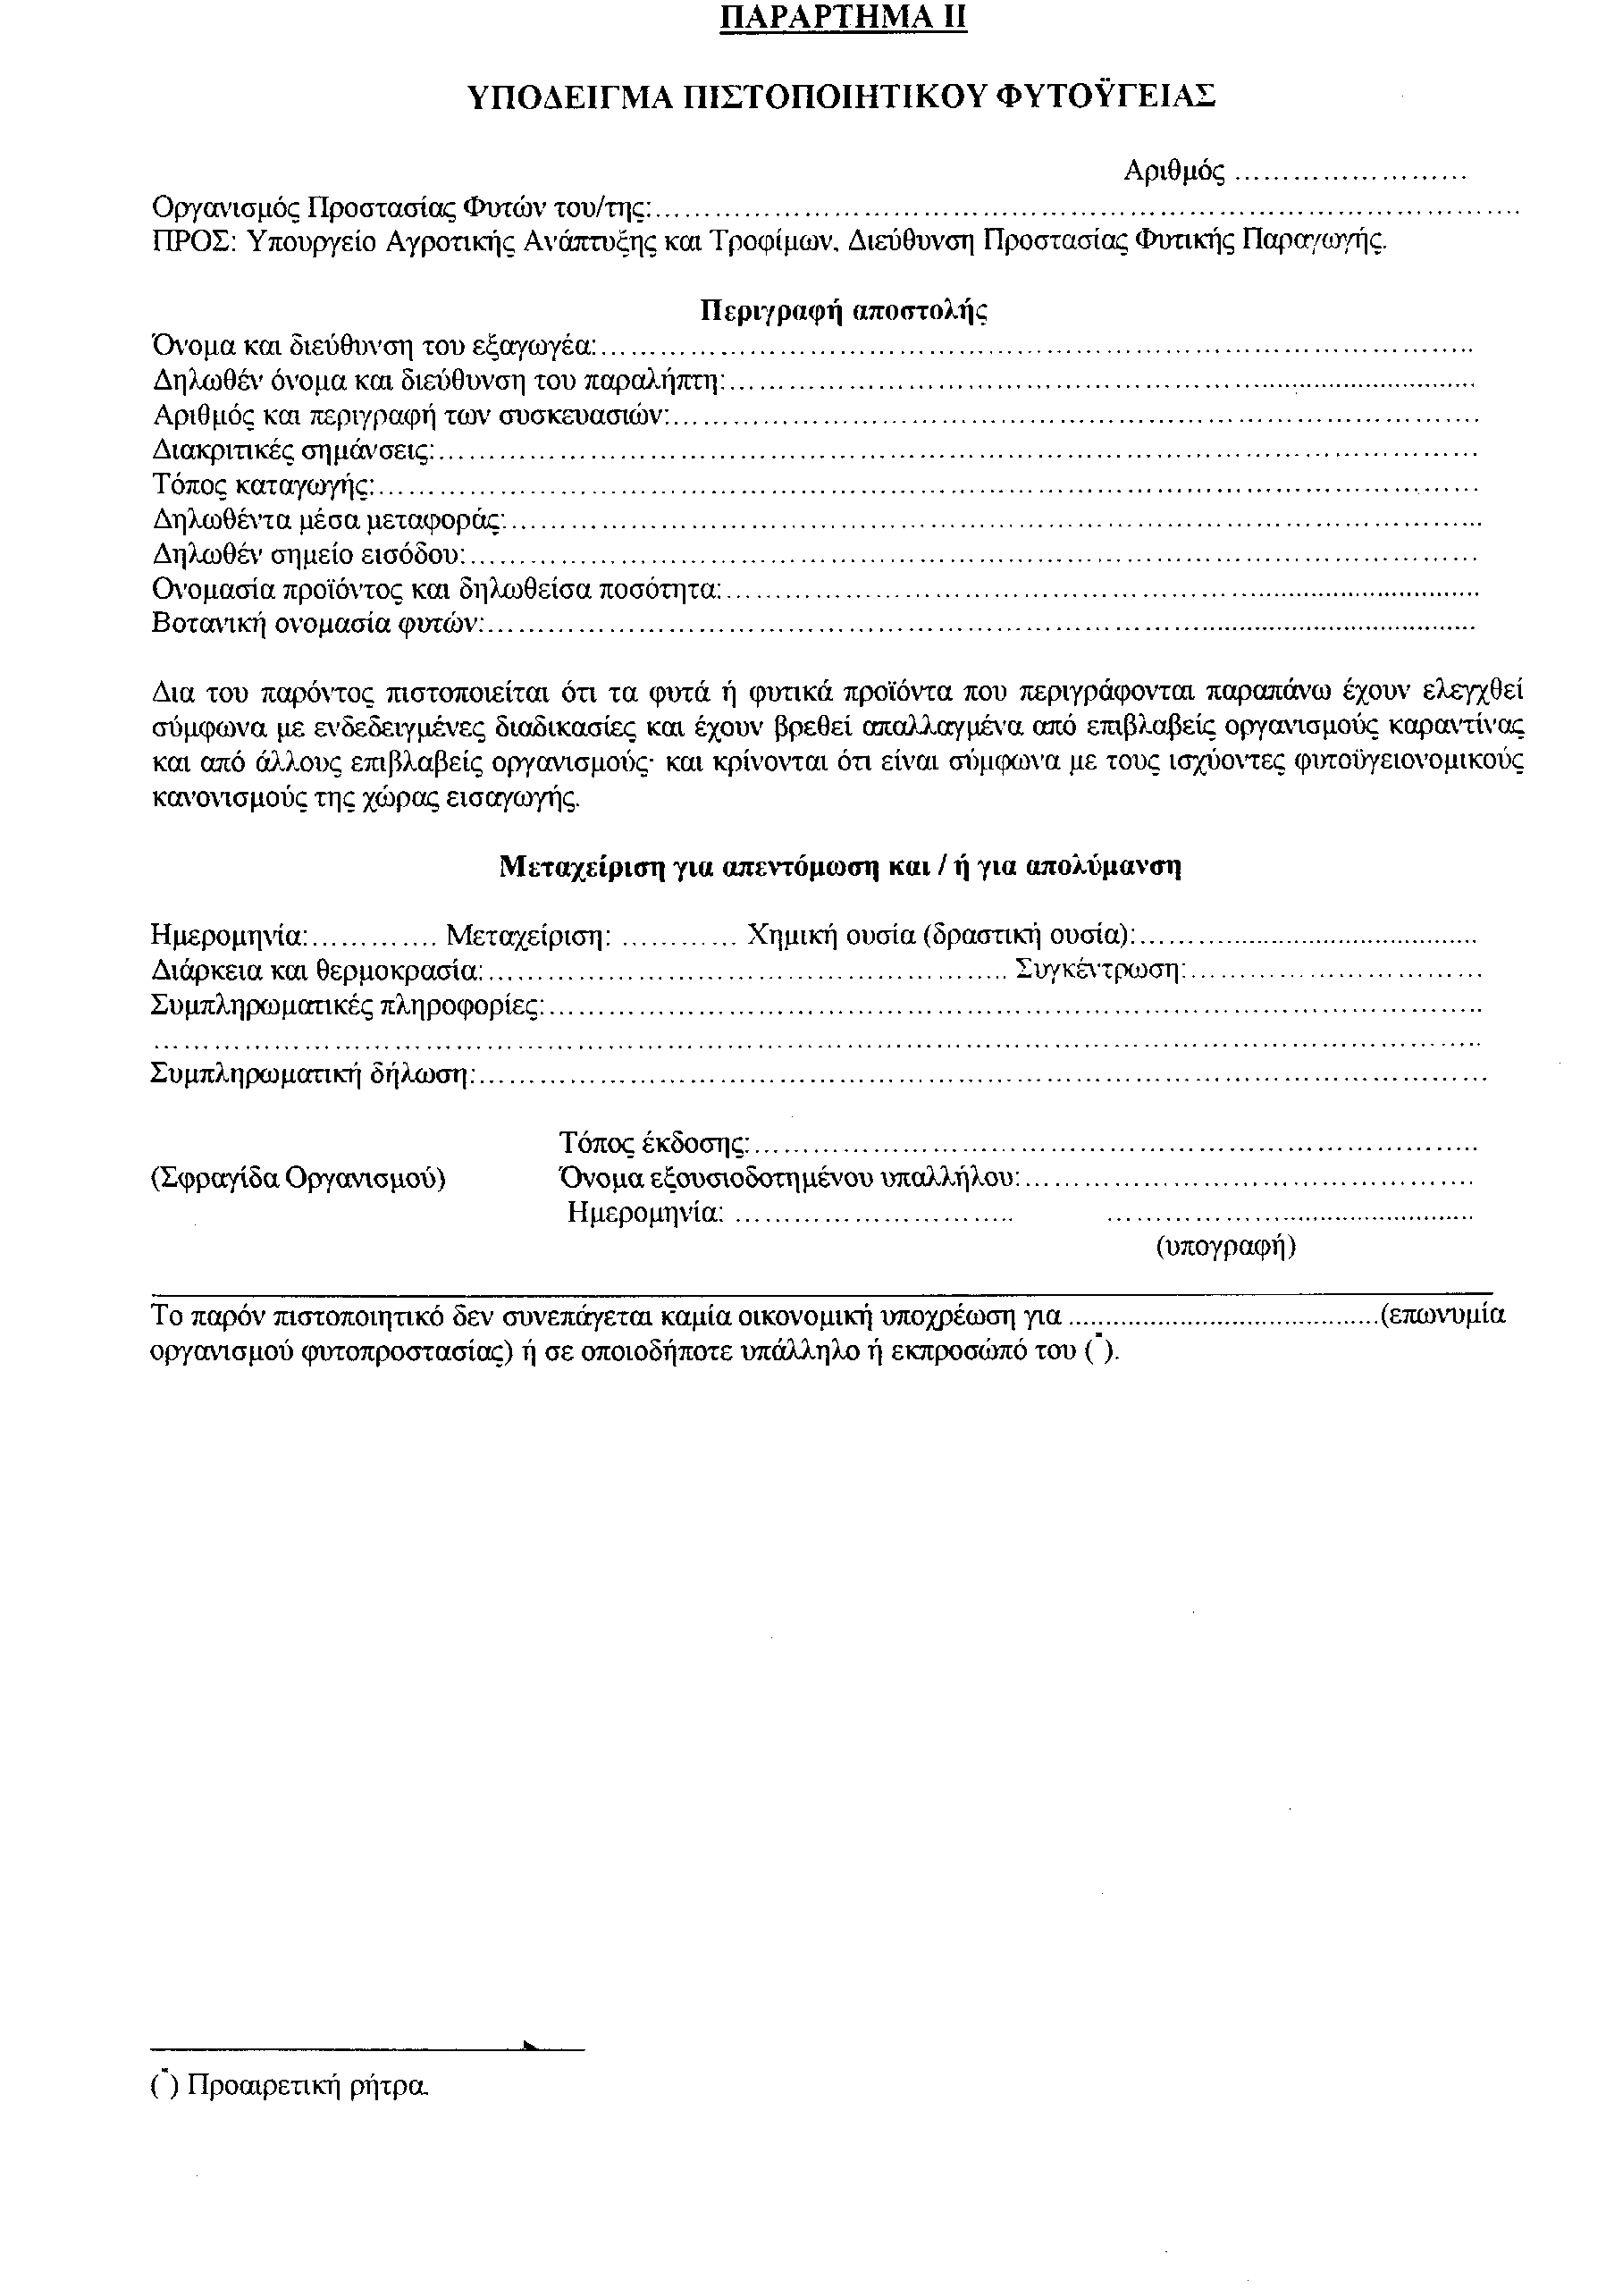 ΠΑΡΑΡΤΗΜΑ ΙΙ
ΥΠΟΔΕΙΓΜΑ ΠΙΣΤΟΠΟΙΗΤΙΚΟΥ ΦΥΤΟΫΓΕΙΑΣ
Αριθμός ..........................
Οργανισμός Προστασίας Φυτών του/της:..........................................................................................
ΠΡΟΣ: Υπουργείο Αγροτικής Ανάπτυξης και Τροφίμων, Διεύθυνση Προστασίας Φυτικής Παραγωγής.
Περιγραφή αποστολής
Όνομα και διεύθυνση του εξαγωγέα:..........................................................................................
Δηλωθέν όνομα και διεύθυνση του παραλήπτη:..............................................................................
Αριθμός και περιγραφή των συσκευασιών:....................................................................................
Διακριτικές σημάνσεις:............................................................................................................
Τόπος καταγωγής:..................................................................................................................
Δηλωθέντα μέσα μεταφοράς:....................................................................................................
Δηλωθέν σημείο εισόδου:.........................................................................................................
Ονομασία προϊόντος και δηλωθείσα ποσότητα:..............................................................................
Βοτανική ονομασία φυτών:......................................................................................................
Δια του παρόντος πιστοποιείται ότι τα φυτά ή φυτικά προϊόντα που περιγράφονται παραπάνω έχουν ελεγχθεί
σύμφωνα με ενδεδειγμένες διαδικασίες και έχουν βρεθεί απαλλαγμένα από επιβλαβείς οργανισμούς καραντίνας
και από άλλους επιβλαβείς οργανισμούς· και κρίνονται ότι είναι σύμφωνα με τους ισχύοντες φυτοϋγειονομικούς
κανονισμούς της χώρας εισαγωγής.
Μεταχείριση για απεντόμωση και / ή για απολύμανση
Ημερομηνία:.............. Μεταχείριση: ............. Χημική ουσία (δραστική ουσία):......................................
Διάρκεια και θερμοκρασία:......................................................... Συγκέντρωση:................................
Συμπληρωματικές πληροφορίες:................................................................................................
..........................................................................................................................................
Συμπληρωματική δήλωση:........................................................................................................
Τόπος έκδοσης:................................................................................
(Σφραγίδα Οργανισμού) Όνομα εξουσιοδοτημένου υπαλλήλου:..................................................
Ημερομηνία: .............................. ........................................
(υπογραφή)
Το παρόν πιστοποιητικό δεν συνεπάγεται καμία οικονομική υποχρέωση για ..................................(επωνυμία
οργανισμού φυτοπροστασίας) ή σε οποιοδήποτε υπάλληλο ή εκπροσώπό του (*).
(*) Προαιρετική ρήτρα.